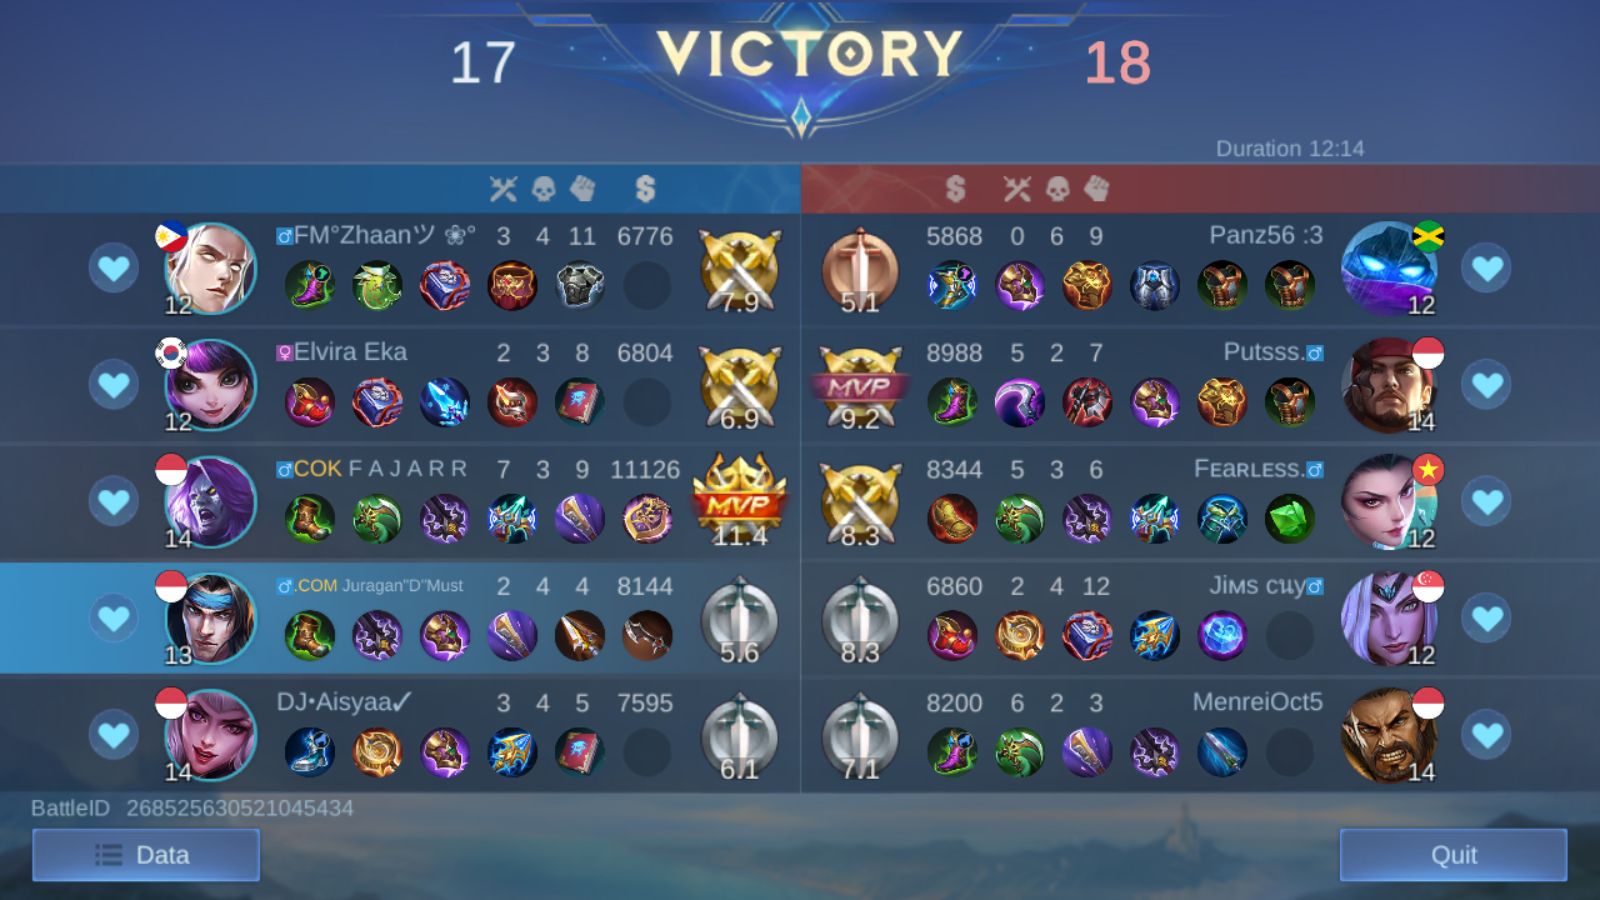 17 VICTORY 18
Duration 12:14
FM°Zhaanツ ❀° 3 4 11 6776
12 7.9
5868 0 6 9 Panz56 :3
5.1 12
Elvira Eka 2 3 8 6804
12 6.9
8988 5 2 7 Putsss.
MVP 9.2 14
COK F A J A R R 7 3 9 11126
14 MVP 11.4
8344 5 3 6 FEARLESS.
8.3 12
.COM Juragan"D"Must 2 4 4 8144
13 5.6
6860 2 4 12 Jiмs cแy
8.3 12
DJ•Aisyaa✓ 3 4 5 7595
14 6.1
8200 6 2 3 MenreiOct5
7.1 14
BattleID 268525630521045434
Data
Quit